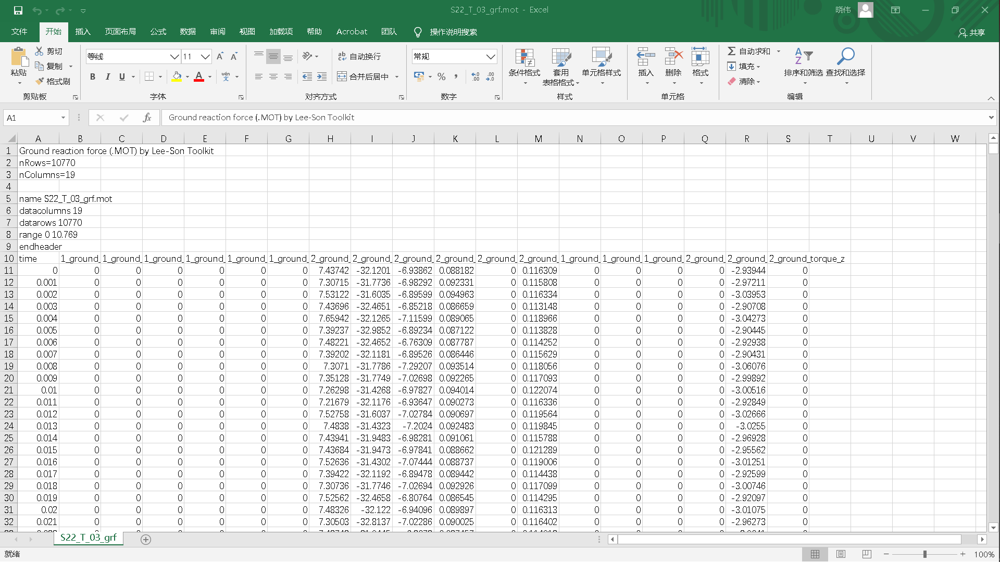 S22_T_03_grf.mot - Excel
晓伟
文件 开始 插入 页面布局 公式 数据 审阅 视图 加载项 帮助 Acrobat 团队 操作说明搜索 共享
粘贴 剪切 复制 格式刷 剪贴板
等线 11 B I U A wén 文 字体
ab 自动换行 合并后居中 对齐方式
常规 % 数字
条件格式 套用表格格式 单元格样式 样式
插入 删除 格式 单元格
自动求和 填充 清除 排序和筛选 查找和选择 编辑
A1 fx Ground reaction force (.MOT) by Lee-Son Toolkit
A B C D E F G H I J K L M N O P Q R S T U V W
1 Ground reaction force (.MOT) by Lee-Son Toolkit
2 nRows=10770
3 nColumns=19
4
5 name S22_T_03_grf.mot
6 datacolumns 19
7 datarows 10770
8 range 0 10.769
9 endheader
10 time 1_ground_ 1_ground_ 1_ground_ 1_ground_ 1_ground_ 1_ground_ 2_ground_ 2_ground_ 2_ground_ 2_ground_ 2_ground_ 2_ground_ 1_ground_ 1_ground_ 1_ground_ 2_ground_ 2_ground_ 2_ground_torque_z
11 0 0 0 0 0 0 0 7.43742 -32.1201 -6.93862 0.088182 0 0.116309 0 0 0 0 -2.93944 0
12 0.001 0 0 0 0 0 0 7.30715 -31.7736 -6.98292 0.092331 0 0.115808 0 0 0 0 -2.97211 0
13 0.002 0 0 0 0 0 0 7.53122 -31.6035 -6.89599 0.094963 0 0.116334 0 0 0 0 -3.03953 0
14 0.003 0 0 0 0 0 0 7.43696 -32.4651 -6.85218 0.086659 0 0.113148 0 0 0 0 -2.90708 0
15 0.004 0 0 0 0 0 0 7.65942 -32.1265 -7.11599 0.089065 0 0.118966 0 0 0 0 -3.04273 0
16 0.005 0 0 0 0 0 0 7.39237 -32.9852 -6.89234 0.087122 0 0.113828 0 0 0 0 -2.90445 0
17 0.006 0 0 0 0 0 0 7.48221 -32.4652 -6.76309 0.087787 0 0.114252 0 0 0 0 -2.92938 0
18 0.007 0 0 0 0 0 0 7.39202 -32.1181 -6.89526 0.086446 0 0.115629 0 0 0 0 -2.90431 0
19 0.008 0 0 0 0 0 0 7.3071 -31.7786 -7.29207 0.093514 0 0.118056 0 0 0 0 -3.06076 0
20 0.009 0 0 0 0 0 0 7.35128 -31.7749 -7.02698 0.092265 0 0.117093 0 0 0 0 -2.99892 0
21 0.01 0 0 0 0 0 0 7.26298 -31.4268 -6.97827 0.094014 0 0.122074 0 0 0 0 -3.00516 0
22 0.011 0 0 0 0 0 0 7.21679 -32.1176 -6.93647 0.090273 0 0.116336 0 0 0 0 -2.92849 0
23 0.012 0 0 0 0 0 0 7.52758 -31.6037 -7.02784 0.090697 0 0.119564 0 0 0 0 -3.02666 0
24 0.013 0 0 0 0 0 0 7.4838 -31.4323 -7.2024 0.092483 0 0.119845 0 0 0 0 -3.0255 0
25 0.014 0 0 0 0 0 0 7.43941 -31.9483 -6.98281 0.091061 0 0.115788 0 0 0 0 -2.96928 0
26 0.015 0 0 0 0 0 0 7.43684 -31.9473 -6.97841 0.088662 0 0.121289 0 0 0 0 -2.95562 0
27 0.016 0 0 0 0 0 0 7.52636 -31.4302 -7.07444 0.088737 0 0.119006 0 0 0 0 -3.01251 0
28 0.017 0 0 0 0 0 0 7.39422 -32.1192 -6.89478 0.089442 0 0.114438 0 0 0 0 -2.92599 0
29 0.018 0 0 0 0 0 0 7.30736 -31.7746 -7.02694 0.092926 0 0.117099 0 0 0 0 -3.00746 0
30 0.019 0 0 0 0 0 0 7.52562 -32.4658 -6.80764 0.086545 0 0.114295 0 0 0 0 -2.92097 0
31 0.02 0 0 0 0 0 0 7.48326 -32.122 -6.94096 0.089897 0 0.116313 0 0 0 0 -3.01075 0
32 0.021 0 0 0 0 0 0 7.30503 -32.8137 -7.02286 0.090025 0 0.116402 0 0 0 0 -2.96273 0
S22_T_03_grf
就绪
100%